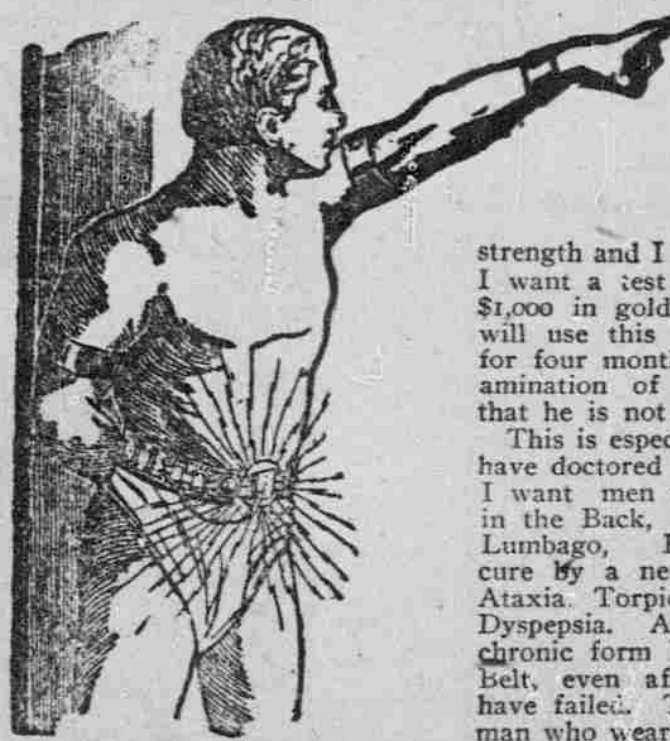 strength and I
I want a test
$1,000 in gold
will use this
for four mont
amination of
that he is not
This is espec
have doctored
I want men
in the Back,
Lumbago,
cure by a ne
Ataxia. Torpi
Dyspepsia. A
chronic form
Belt, even af
have failed.
man who wear